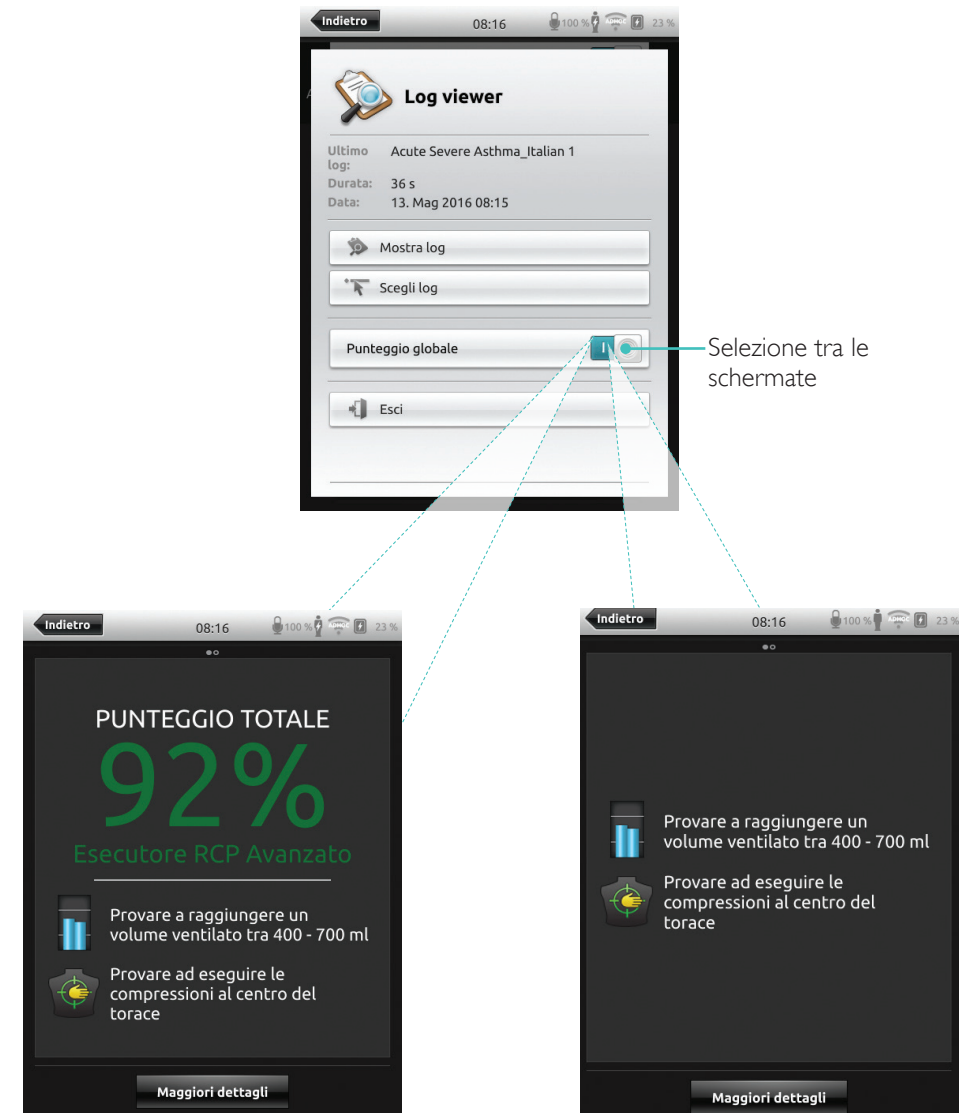 Indietro
08:16
100 %
ADHOC
23 %
Log viewer
Ultimo log: Acute Severe Asthma_Italian 1
Durata: 36 s
Data: 13. Mag 2016 08:15
Mostra log
Scegli log
Punteggio globale
I
Selezione tra le
schermate
Esci
Indietro
08:16
100 %
ADHOC
23 %
PUNTEGGIO TOTALE
92%
Esecutore RCP Avanzato
Provare a raggiungere un
volume ventilato tra 400 - 700 ml
Provare ad eseguire le
compressioni al centro del
torace
Maggiori dettagli
Indietro
08:16
100 %
ADHOC
23 %
Provare a raggiungere un
volume ventilato tra 400 - 700 ml
Provare ad eseguire le
compressioni al centro del
torace
Maggiori dettagli